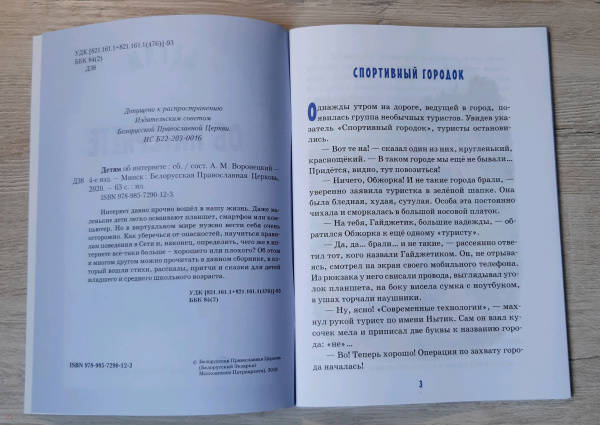 УДК [821.161.1+821.161.1(476)]-93
ББК 84(2)
Д38
Допущено к распространению
Издательским советом
Белорусской Православной Церкви
ИС Б22-203-0016
Детям об интернете : сб. / сост. А. М. Воронецкий –
Д38 4-е изд. – Минск : Белорусская Православная Церковь,
2020. – 63 с. : ил.
ISBN 978-985-7290-12-3.
Интернет давно прочно вошёл в нашу жизнь. Даже ма-
ленькие дети легко осваивают планшет, смартфон или ком-
пьютер. Но в виртуальном мире нужно вести себя очень
осторожно. Как уберечься от опасностей, научиться прави-
лам поведения в Сети и, наконец, определить, чего же в ин-
тернете всё-таки больше – хорошего или плохого? Об этом
и многом другом можно прочитать в данном сборнике, в ко-
торый вошли стихи, рассказы, притчи и сказки для детей
младшего и среднего школьного возраста.
УДК [821.161.1+821.161.1(476)]-93
ББК 84(2)
ISBN 978-985-7290-12-3
© Белорусская Православная Церковь
(Белорусский Экзархат
Московского Патриархата), 2020
СПОРТИВНЫЙ ГОРОДОК
Однажды утром на дороге, ведущей в город, по-
явилась группа необычных туристов. Увидев ука-
затель «Спортивный городок», туристы останови-
лись.
— Вот те на! — сказал один из них, кругленький,
краснощёкий. — В таком городе мы ещё не бывали...
Придётся, видно, тут повозиться!
— Ничего, Обжорка! И не такие города брали, —
уверенно заявила туристка в зелёной шапке. Она
была бледная, худая, сутулая. Особа эта постоянно
чихала и сморкалась в большой носовой платок.
— На тебя, Гайджетик, большие надежды, — об-
ратился Обжорка к ещё одному «туристу».
— Да, да... брали... и не такие, — рассеянно отве-
тил тот, кого назвали Гайджетиком. Он, не отрыва-
ясь, смотрел на экран своего мобильного телефона.
Из рюкзака у него свисали провода, выглядывал уго-
лок планшета, на боку висела сумка с ноутбуком,
в ушах торчали наушники.
— Ну, ясно! «Современные технологии», — мах-
нул рукой турист по имени Нытик. Сам он взял ку-
сочек мела и приписал две буквы к названию горо-
да: «не»...
— Во! Теперь хорошо! Операция по захвату горо-
да началась!
3